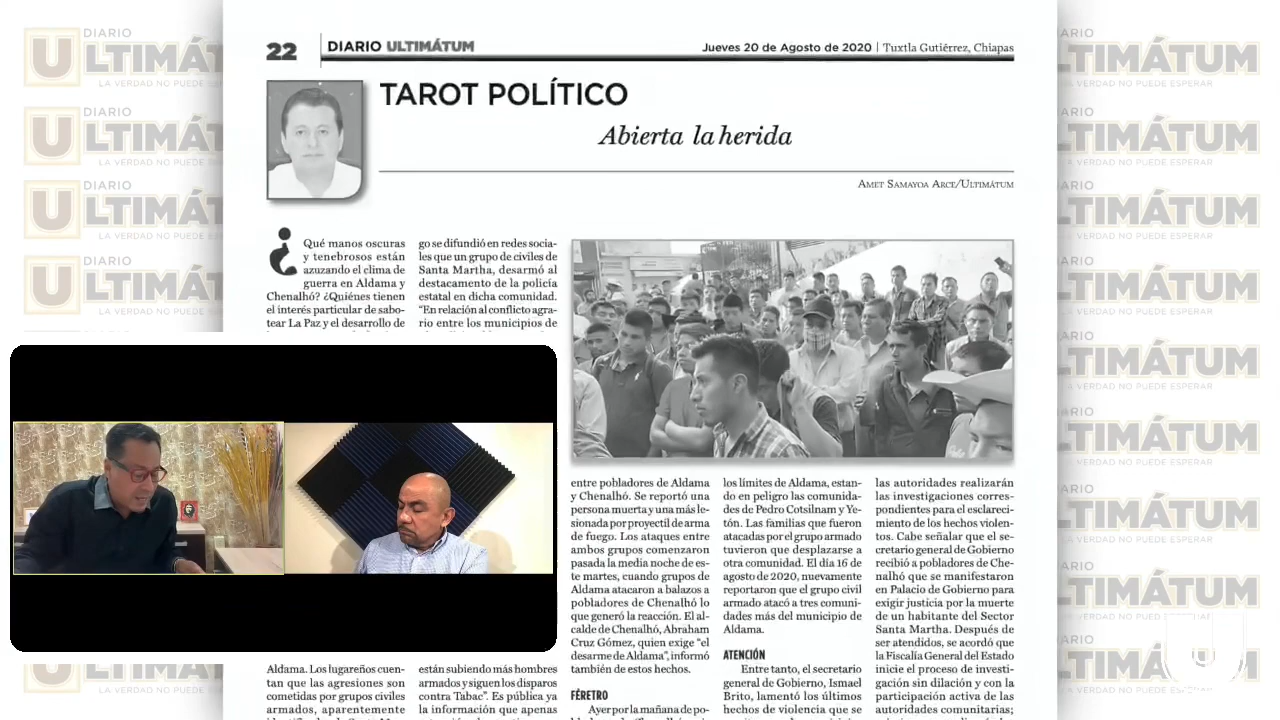 22
DIARIO ULTIMÁTUM
Jueves 20 de Agosto de 2020 | Tuxtla Gutiérrez, Chiapas
TAROT POLÍTICO
Abierta la herida
AMET SAMAYOA ARCE/ULTIMÁTUM
¿Qué manos oscuras
y tenebrosos están
azuzando el clima de
guerra en Aldama y
Chenalhó? ¿Quiénes tienen
el interés particular de sabo-
tear La Paz y el desarrollo de
Aldama. Los lugareños cuen-
tan que las agresiones son
cometidas por grupos civiles
armados, aparentemente
go se difundió en redes socia-
les que un grupo de civiles de
Santa Martha, desarmó al
destacamento de la policía
estatal en dicha comunidad.
“En relación al conflicto agra-
rio entre los municipios de
están subiendo más hombres
armados y siguen los disparos
contra Tabac”. Es pública ya
la información que apenas
entre pobladores de Aldama
y Chenalhó. Se reportó una
persona muerta y una más le-
sionada por proyectil de arma
de fuego. Los ataques entre
ambos grupos comenzaron
pasada la media noche de es-
te martes, cuando grupos de
Aldama atacaron a balazos a
pobladores de Chenalhó lo
que generó la reacción. El al-
calde de Chenalhó, Abraham
Cruz Gómez, quien exige “el
desarme de Aldama”, informó
también de estos hechos.
FÉRETRO
Ayer por la mañana de po-
los límites de Aldama, estan-
do en peligro las comunida-
des de Pedro Cotsilnam y Ye-
tón. Las familias que fueron
atacadas por el grupo armado
tuvieron que desplazarse a
otra comunidad. El día 16 de
agosto de 2020, nuevamente
reportaron que el grupo civil
armado atacó a tres comuni-
dades más del municipio de
Aldama.
ATENCIÓN
Entre tanto, el secretario
general de Gobierno, Ismael
Brito, lamentó los últimos
hechos de violencia que se
las autoridades realizarán
las investigaciones corres-
pondientes para el esclareci-
miento de los hechos violen-
tos. Cabe señalar que el se-
cretario general de Gobierno
recibió a pobladores de Che-
nalhó que se manifestaron
en Palacio de Gobierno para
exigir justicia por la muerte
de un habitante del Sector
Santa Martha. Después de
ser atendidos, se acordó que
la Fiscalía General del Estado
inicie el proceso de investi-
gación sin dilación y con la
participación activa de las
autoridades comunitarias;